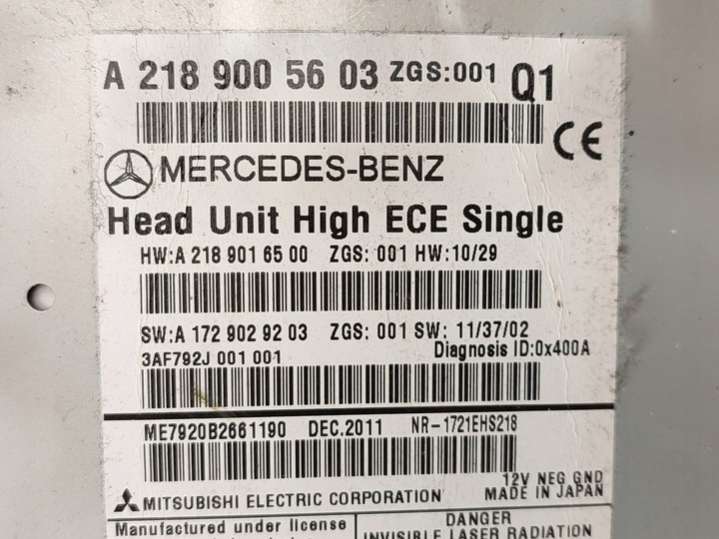 A 218 900 56 03 ZGS:001 Q1
CE
MERCEDES-BENZ
Head Unit High ECE Single
HW:A 218 901 65 00 ZGS: 001 HW:10/29
SW:A 172 902 92 03 ZGS: 001 SW: 11/37/02
3AF792J 001 001 Diagnosis ID:0x400A
ME7920B2661190 DEC.2011 NR-1721EHS218
12V NEG GND
MITSUBISHI ELECTRIC CORPORATION MADE IN JAPAN
Manufactured under license
DANGER
INVISIBLE LASER RADIATION